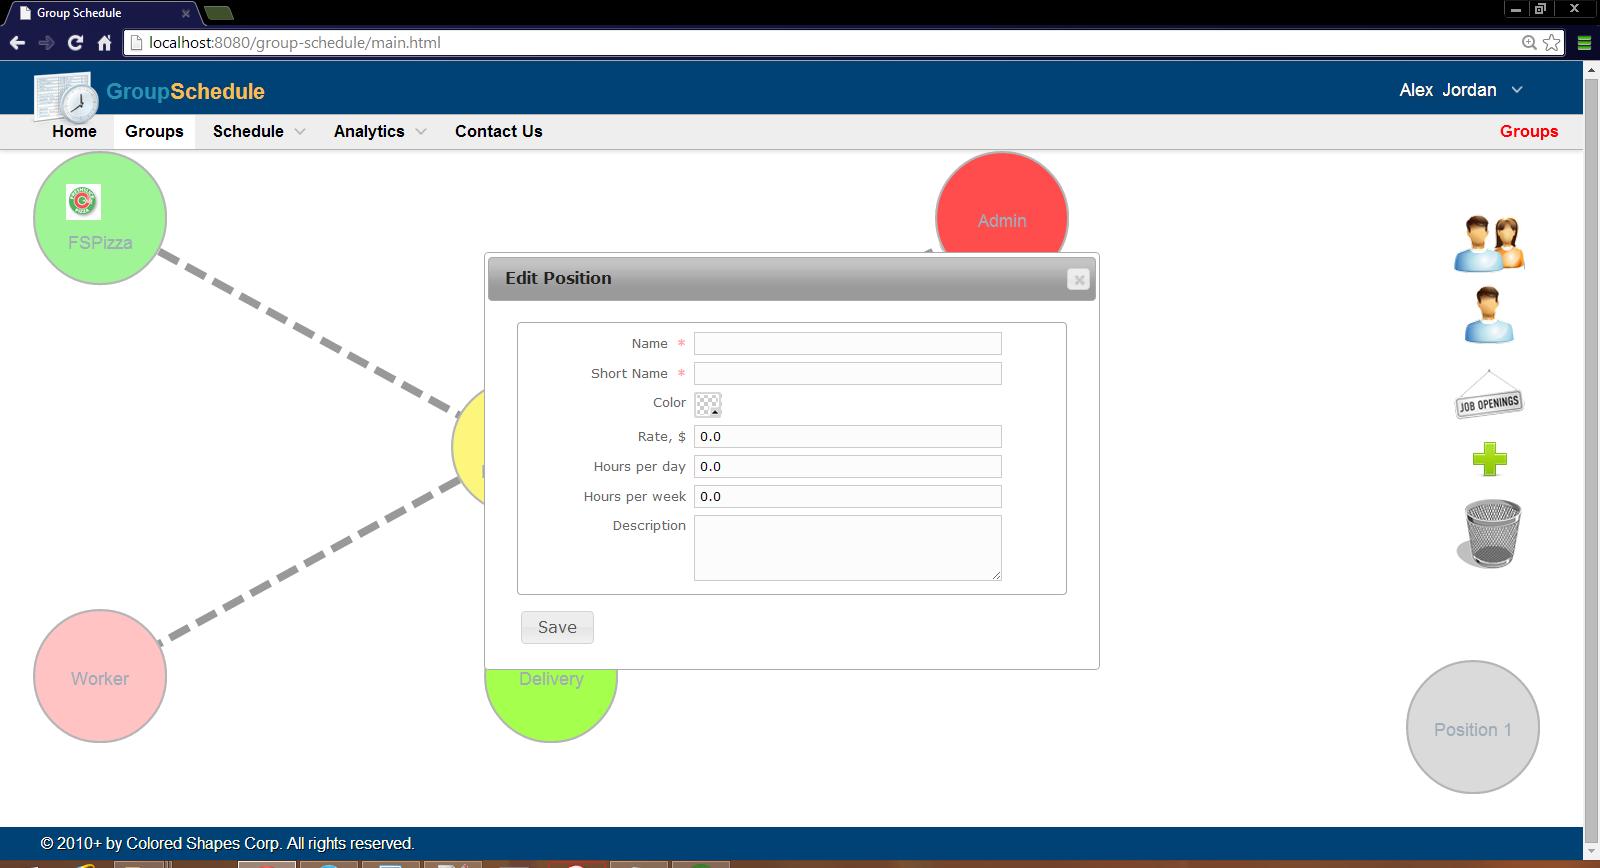 Group Schedule
localhost:8080/group-schedule/main.html
GroupSchedule
Alex Jordan
Home Groups Schedule Analytics Contact Us
Groups
FSPizza
Admin
Edit Position
Name *
Short Name *
Color
Rate, $ 0.0
Hours per day 0.0
Hours per week 0.0
Description
Save
JOB OPENINGS
Worker
Delivery
Position 1
© 2010+ by Colored Shapes Corp. All rights reserved.